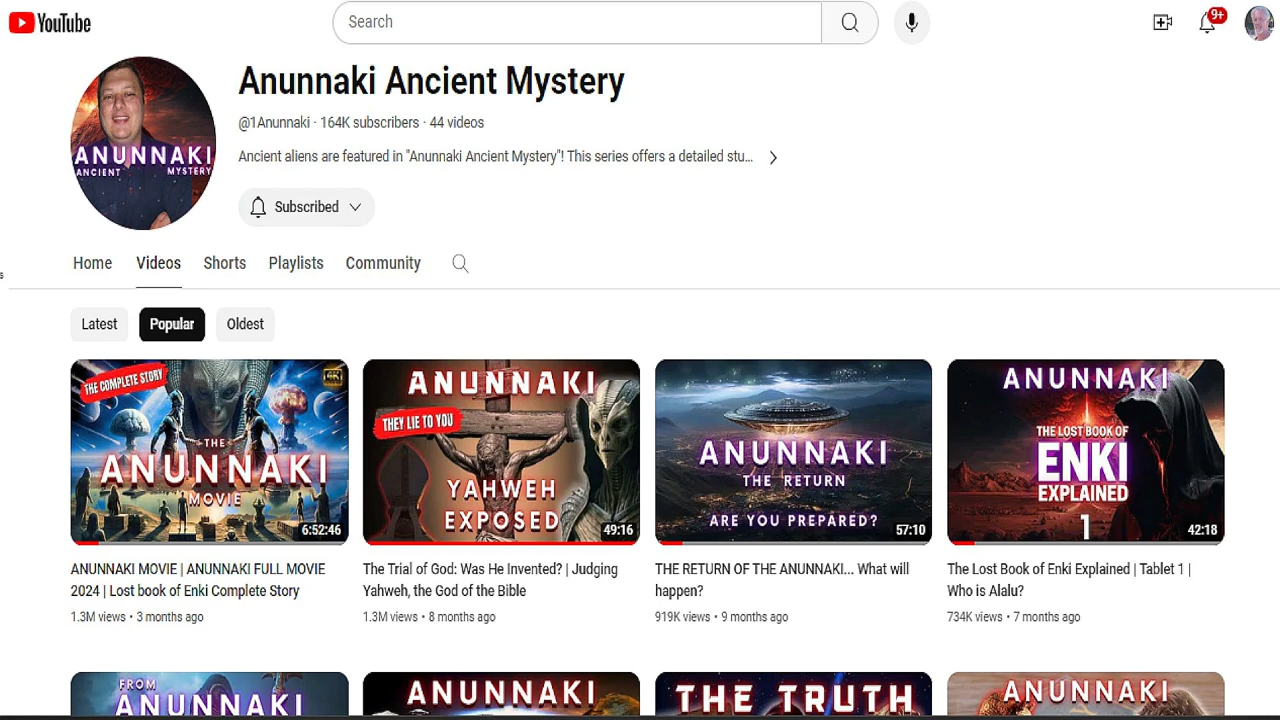 YouTube
Search
9+
Anunnaki Ancient Mystery
@1Anunnaki · 164K subscribers · 44 videos
Ancient aliens are featured in "Anunnaki Ancient Mystery"! This series offers a detailed stu...
ANUNNAKI
ANCIENT MYSTERY
Subscribed
Home Videos Shorts Playlists Community
s
Latest Popular Oldest
THE COMPLETE STORY
4K
THE
ANUNNAKI
MOVIE
6:52:46
ANUNNAKI
THEY LIE TO YOU
YAHWEH
EXPOSED
49:16
ANUNNAKI
THE RETURN
ARE YOU PREPARED?
57:10
ANUNNAKI
THE LOST BOOK OF
ENKI
EXPLAINED
1
42:18
ANUNNAKI MOVIE | ANUNNAKI FULL MOVIE
2024 | Lost book of Enki Complete Story
1.3M views • 3 months ago
The Trial of God: Was He Invented? | Judging
Yahweh, the God of the Bible
1.3M views • 8 months ago
THE RETURN OF THE ANUNNAKI... What will
happen?
919K views • 9 months ago
The Lost Book of Enki Explained | Tablet 1 |
Who is Alalu?
734K views • 7 months ago
FROM
ANUNNAKI
ANUNNAKI
THE TRUTH
ANUNNAKI